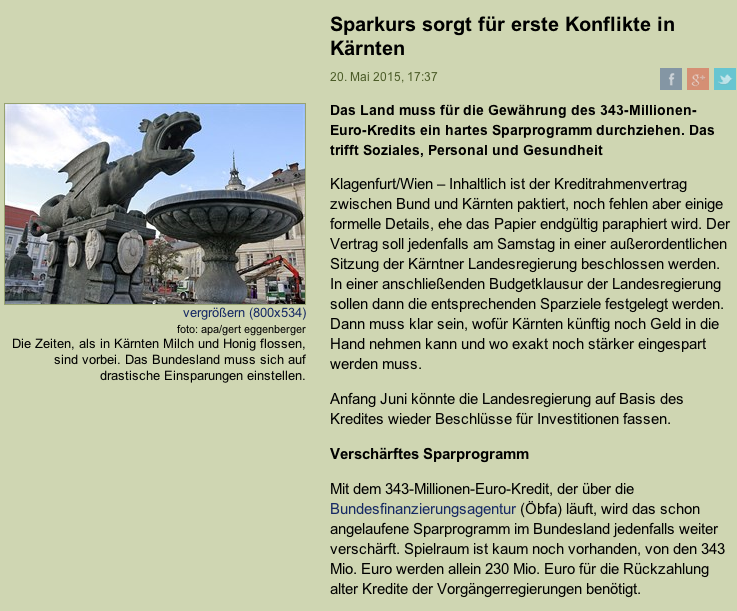 Sparkurs sorgt für erste Konflikte in
Kärnten
20. Mai 2015, 17:37
vergrößern (800x534)
foto: apa/gert eggenberger
Die Zeiten, als in Kärnten Milch und Honig flossen,
sind vorbei. Das Bundesland muss sich auf
drastische Einsparungen einstellen.
Das Land muss für die Gewährung des 343-Millionen-
Euro-Kredits ein hartes Sparprogramm durchziehen. Das
trifft Soziales, Personal und Gesundheit
Klagenfurt/Wien – Inhaltlich ist der Kreditrahmenvertrag
zwischen Bund und Kärnten paktiert, noch fehlen aber einige
formelle Details, ehe das Papier endgültig paraphiert wird. Der
Vertrag soll jedenfalls am Samstag in einer außerordentlichen
Sitzung der Kärntner Landesregierung beschlossen werden.
In einer anschließenden Budgetklausur der Landesregierung
sollen dann die entsprechenden Sparziele festgelegt werden.
Dann muss klar sein, wofür Kärnten künftig noch Geld in die
Hand nehmen kann und wo exakt noch stärker eingespart
werden muss.
Anfang Juni könnte die Landesregierung auf Basis des
Kredites wieder Beschlüsse für Investitionen fassen.
Verschärftes Sparprogramm
Mit dem 343-Millionen-Euro-Kredit, der über die
Bundesfinanzierungsagentur (Öbfa) läuft, wird das schon
angelaufene Sparprogramm im Bundesland jedenfalls weiter
verschärft. Spielraum ist kaum noch vorhanden, von den 343
Mio. Euro werden allein 230 Mio. Euro für die Rückzahlung
alter Kredite der Vorgängerregierungen benötigt.